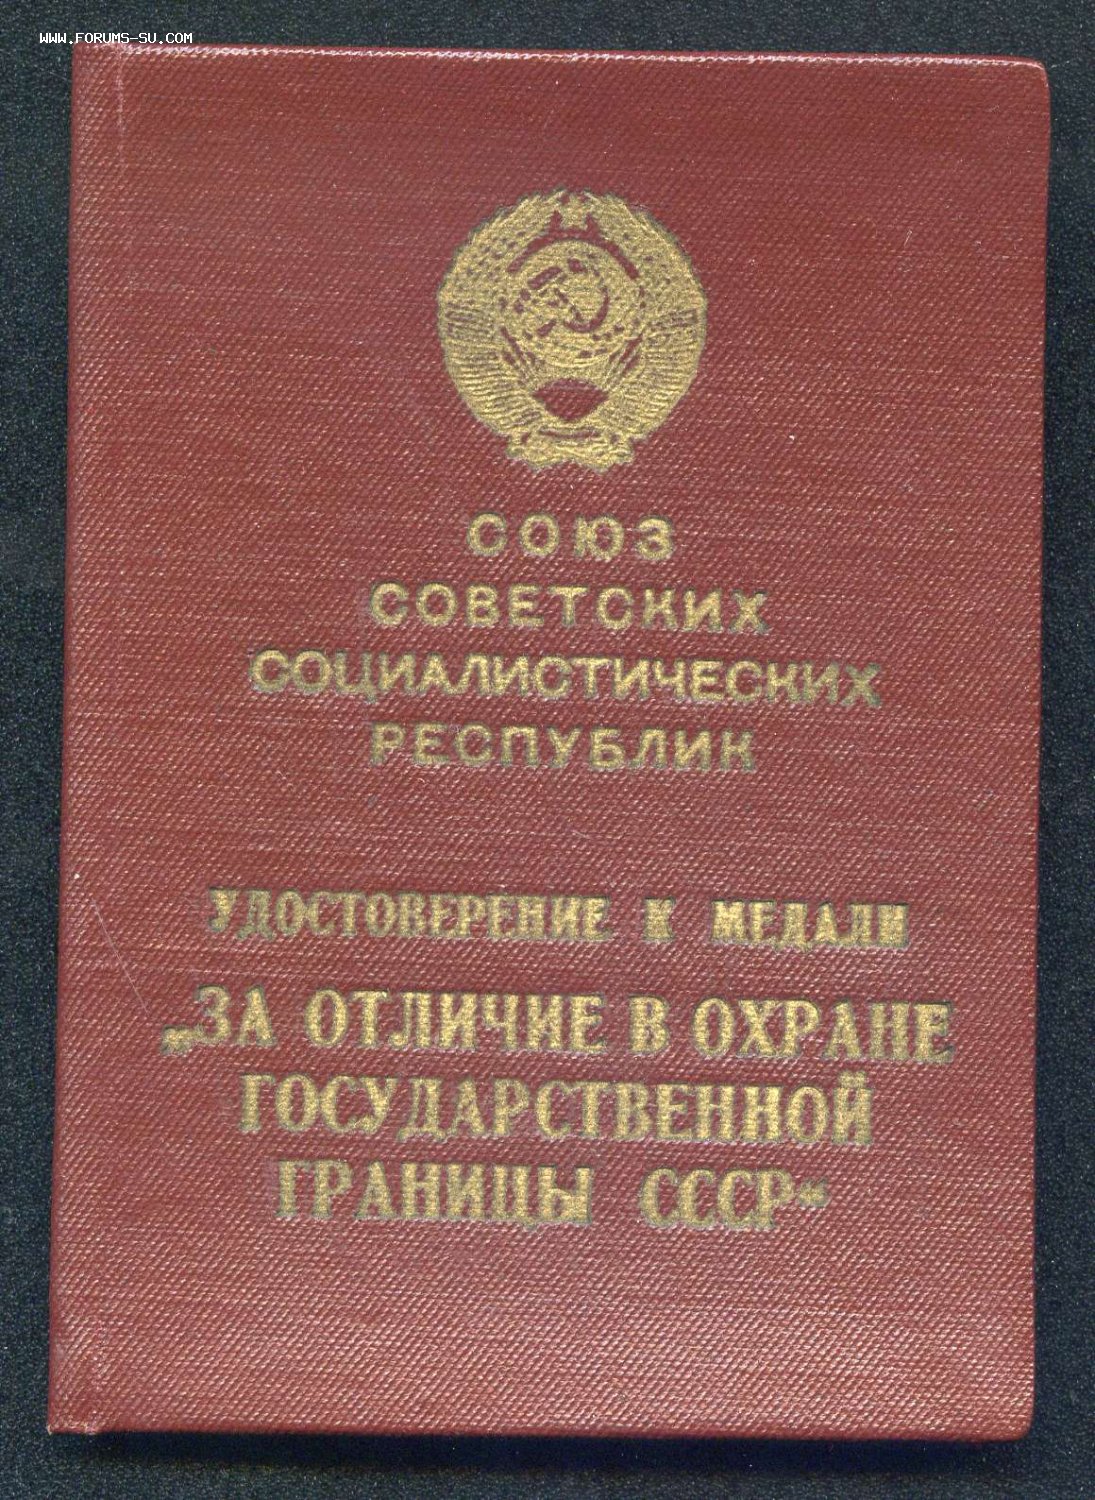 WWW.FORUMS-SU.COM
СОЮЗ
СОВЕТСКИХ
СОЦИАЛИСТИЧЕСКИХ
РЕСПУБЛИК
УДОСТОВЕРЕНИЕ К МЕДАЛИ
„ЗА ОТЛИЧИЕ В ОХРАНЕ
ГОСУДАРСТВЕННОЙ
ГРАНИЦЫ СССР“